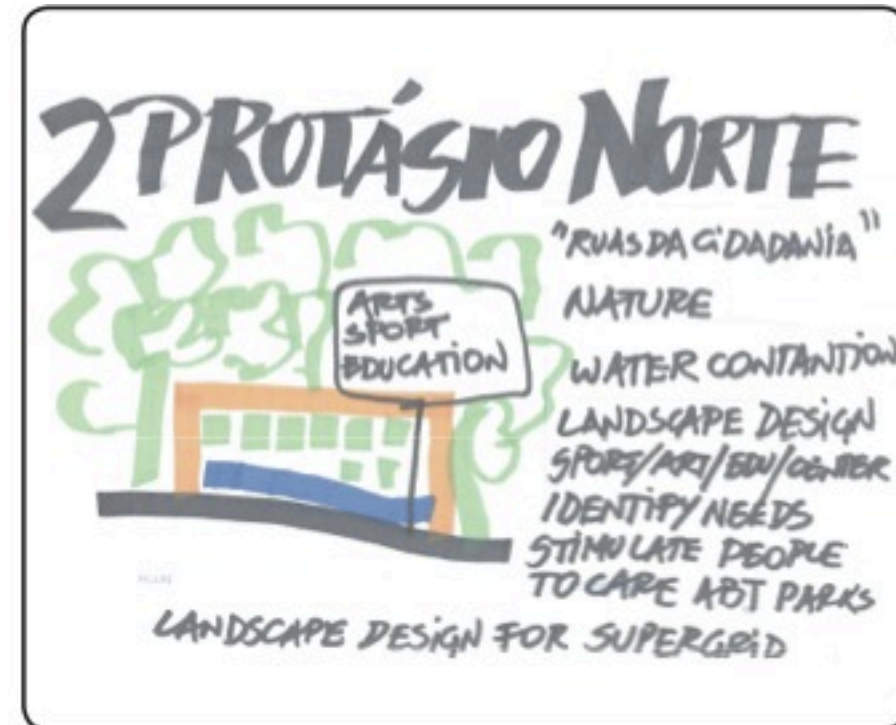 2 PROTÁSIO NORTE
"RUAS DA CIDADANIA"
NATURE
ARTS
SPORT
EDUCATION
WATER CONTANTION
LANDSCAPE DESIGN
SPORT/ART/EDU/CENTER
IDENTIFY NEEDS
STIMULATE PEOPLE
TO CARE ABT PARKS
LANDSCAPE DESIGN FOR SUPERGRID